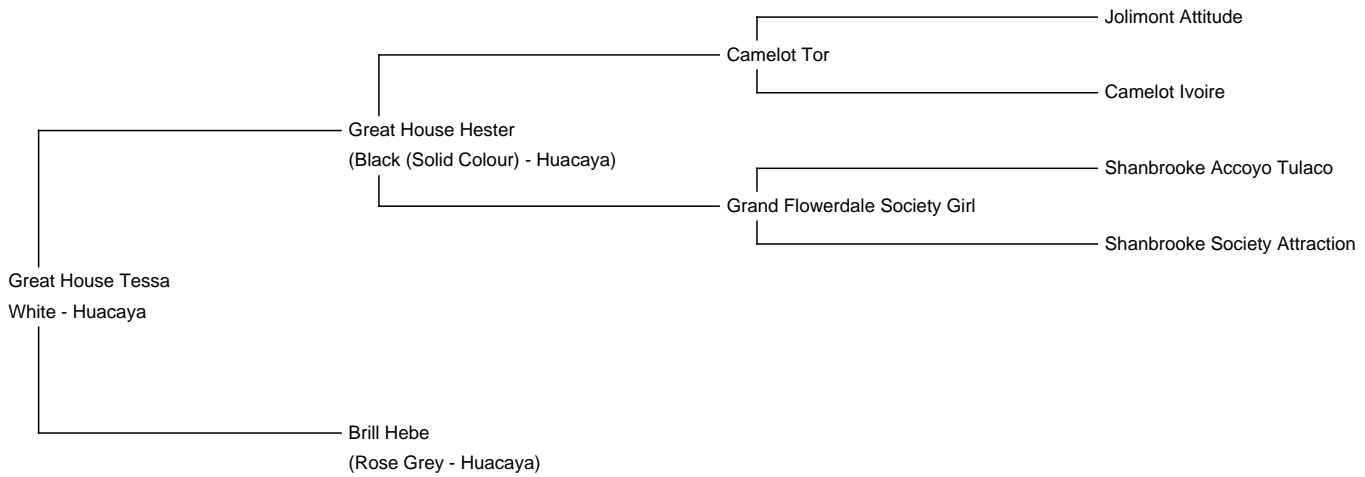 Jolimont Attitude
Camelot Tor
Camelot Ivoire
Great House Hester
(Black (Solid Colour) - Huacaya)
Shanbrooke Accoyo Tulaco
Grand Flowerdale Society Girl
Shanbrooke Society Attraction
Great House Tessa
White - Huacaya
Brill Hebe
(Rose Grey - Huacaya)